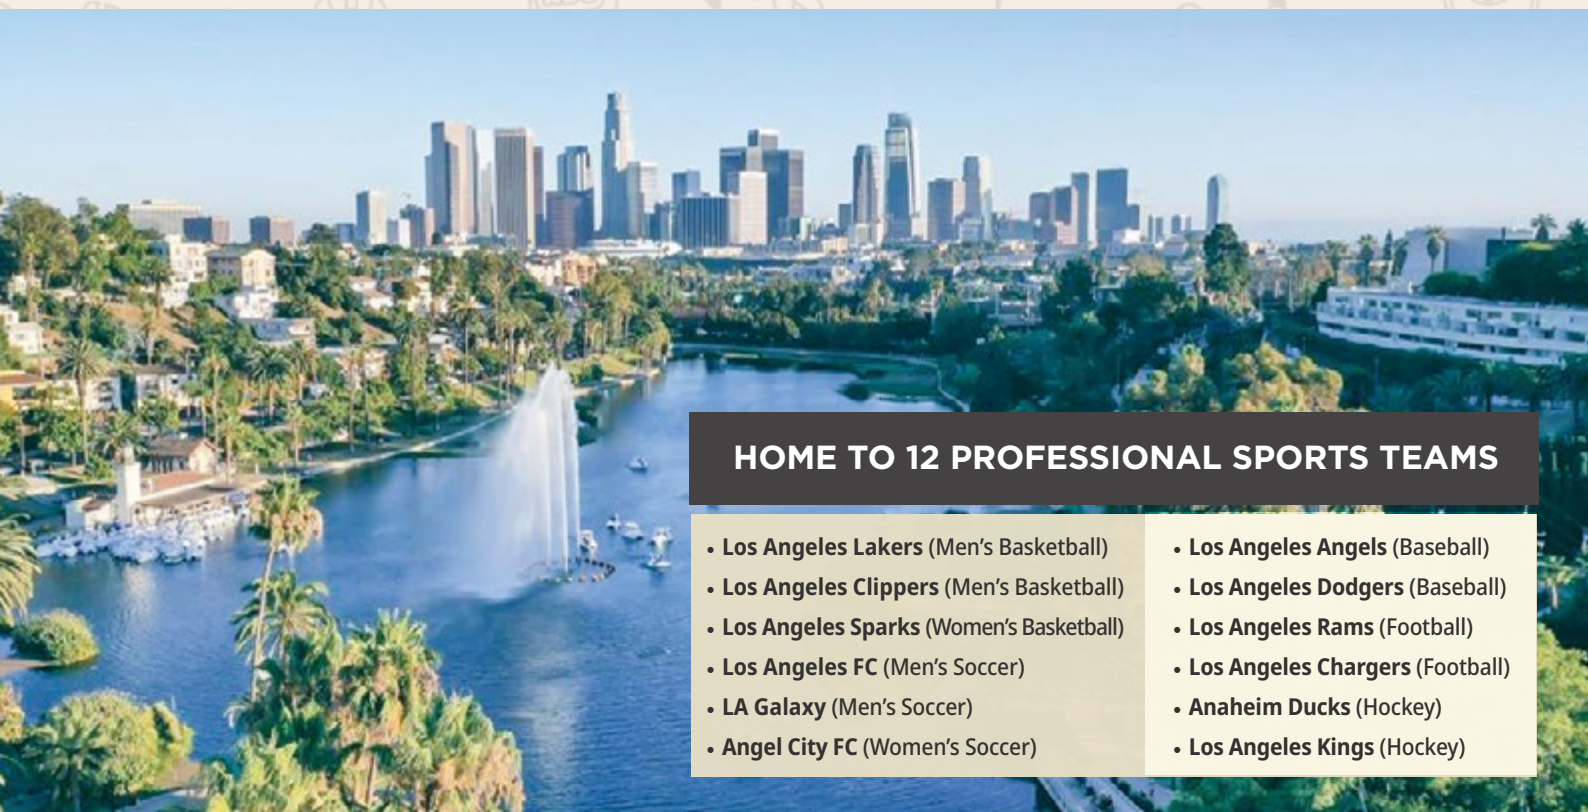 HOME TO 12 PROFESSIONAL SPORTS TEAMS
• Los Angeles Lakers (Men’s Basketball)
• Los Angeles Clippers (Men’s Basketball)
• Los Angeles Sparks (Women’s Basketball)
• Los Angeles FC (Men’s Soccer)
• LA Galaxy (Men’s Soccer)
• Angel City FC (Women’s Soccer)
• Los Angeles Angels (Baseball)
• Los Angeles Dodgers (Baseball)
• Los Angeles Rams (Football)
• Los Angeles Chargers (Football)
• Anaheim Ducks (Hockey)
• Los Angeles Kings (Hockey)